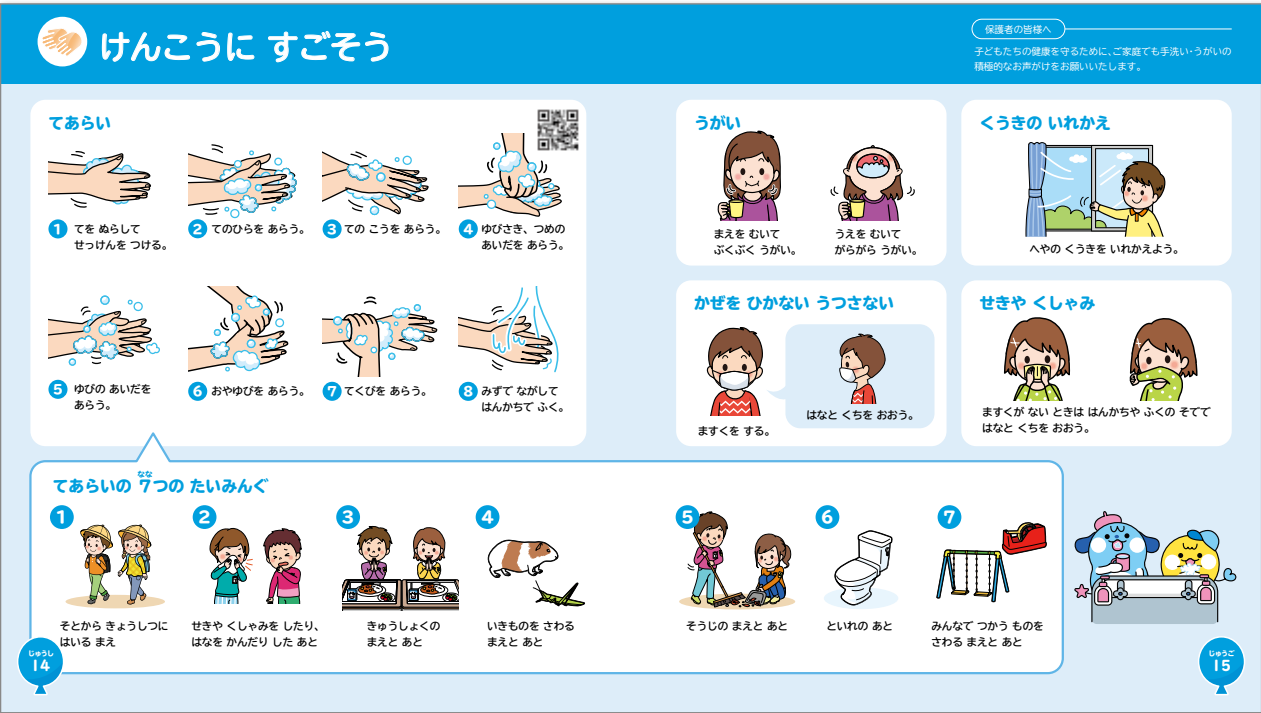 けんこうに すごそう
保護者の皆様へ
子どもたちの健康を守るために、ご家庭でも手洗い・うがいの
積極的なお声がけをお願いいたします。
てあらい
1 てを ぬらして
せっけんを つける。
2 てのひらを あらう。
3 ての こうを あらう。
4 ゆびさき、つめの
あいだを あらう。
5 ゆびの あいだを
あらう。
6 おやゆびを あらう。
7 てくびを あらう。
8 みずで ながして
はんかちで ふく。
うがい
まえを むいて
ぶくぶく うがい。
うえを むいて
がらがら うがい。
くうきの いれかえ
へやの くうきを いれかえよう。
かぜを ひかない うつさない
ますくを する。
はなと くちを おおう。
せきや くしゃみ
ますくが ない ときは はんかちや ふくの そでで
はなと くちを おおう。
なな
てあらいの 7つの たいみんぐ
1
そとから きょうしつに
はいる まえ
2
せきや くしゃみを したり、
はなを かんだり した あと
3
きゅうしょくの
まえと あと
4
いきものを さわる
まえと あと
5
そうじの まえと あと
6
といれの あと
7
みんなで つかう ものを
さわる まえと あと
じゅうし
14
じゅうご
15